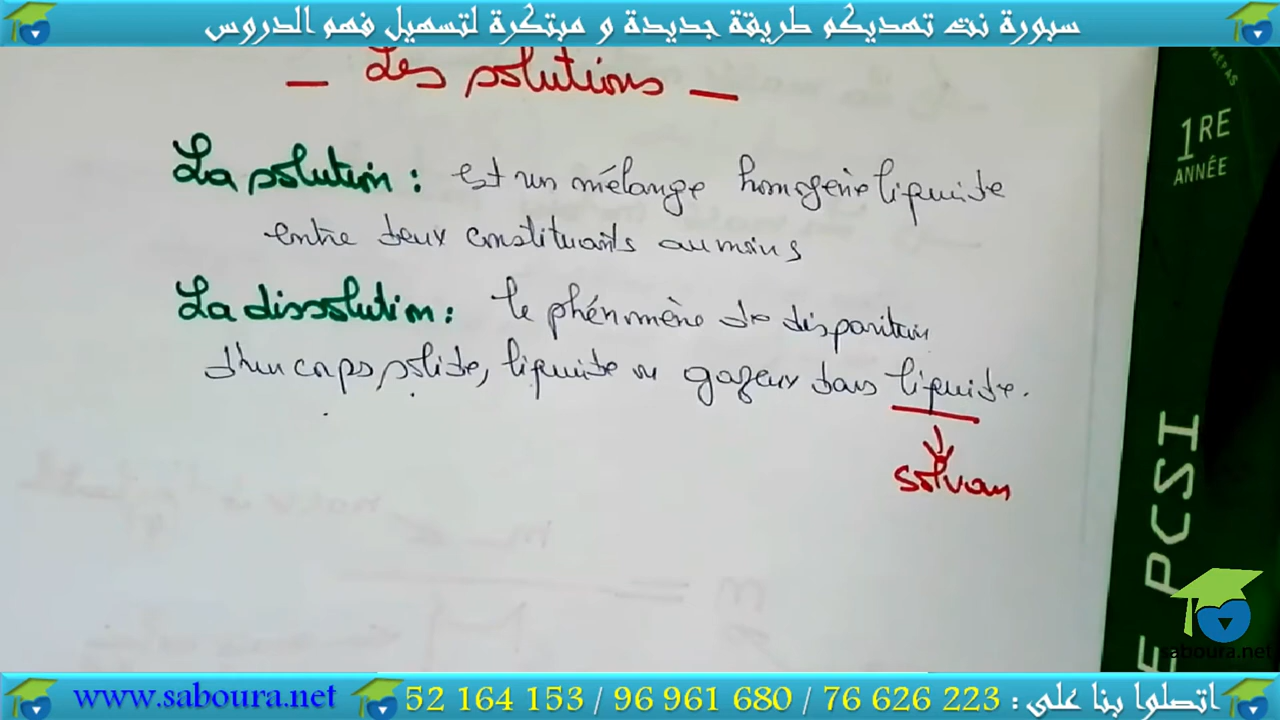 سبورة نت تهديكم طريقة جديدة و مبتكرة لتسهيل فهم الدروس
PRÉPAS
1RE
ANNÉE
PCSI
E
— Les solutions —
La solution : est un mélange homogène liquide
entre deux constituants au moins
La dissolution : le phénomène de disparition
d'un corps solide, liquide ou gazeux dans liquide.
solvan
saboura.net
www.saboura.net
52 164 153 / 96 961 680 / 76 626 223 : اتصلوا بنا على